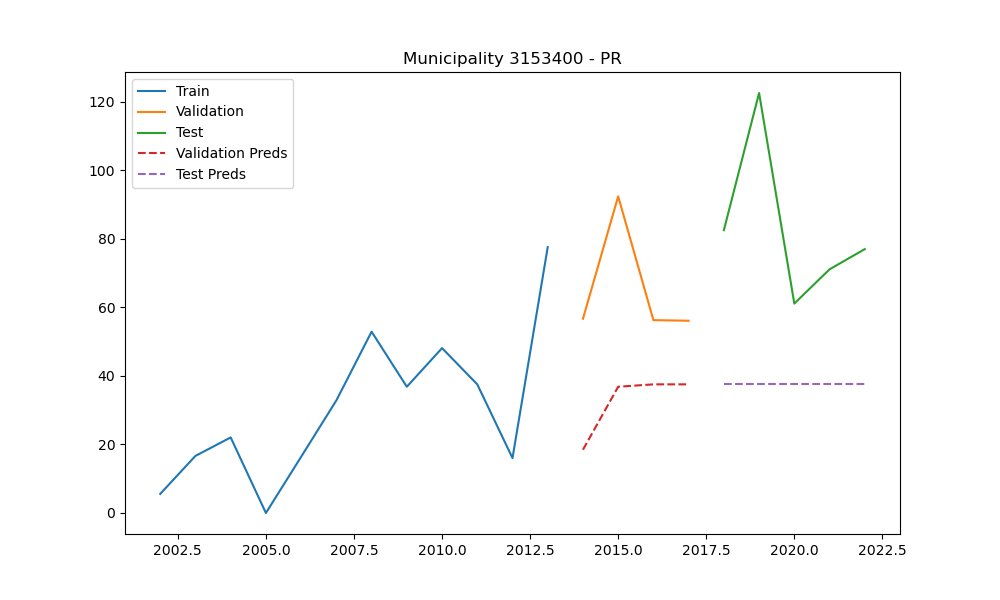 Municipality 3153400 - PR
Train
Validation
Test
Validation Preds
Test Preds
120
100
80
60
40
20
0
2002.5 2005.0 2007.5 2010.0 2012.5 2015.0 2017.5 2020.0 2022.5